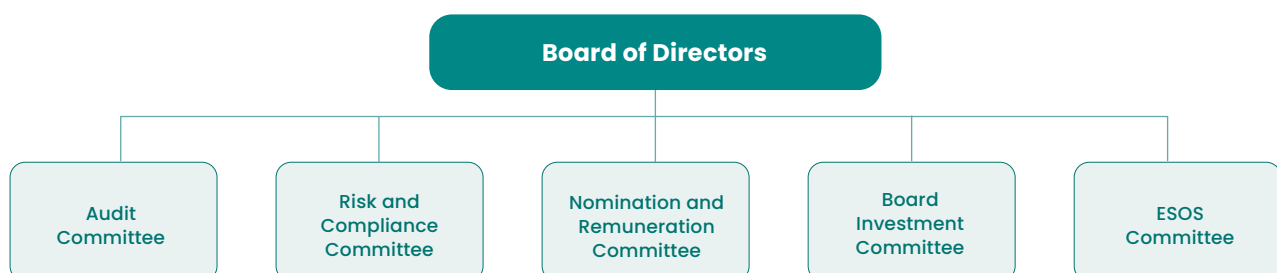 Board of Directors
Audit
Committee
Risk and
Compliance
Committee
Nomination and
Remuneration
Committee
Board
Investment
Committee
ESOS
Committee